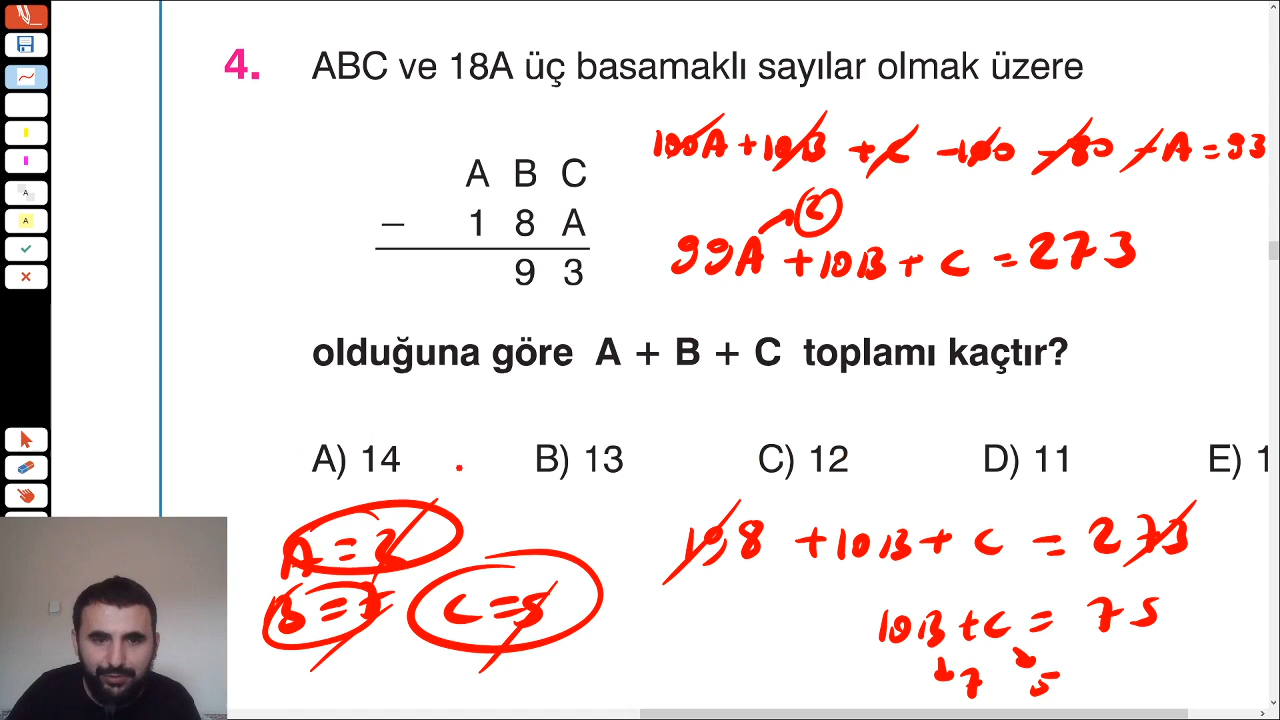 4. ABC ve 18A üç basamaklı sayılar olmak üzere
100A + 10B + C - 100 - 80 - A = 93
A B C
- 1 8 A
9 3
2
99A + 10B + C = 273
olduğuna göre A + B + C toplamı kaçtır?
A) 14 B) 13 C) 12 D) 11 E) 1
A = 2
198 + 10B + C = 273
B = 7 C = 5
10B + C = 75
7 5